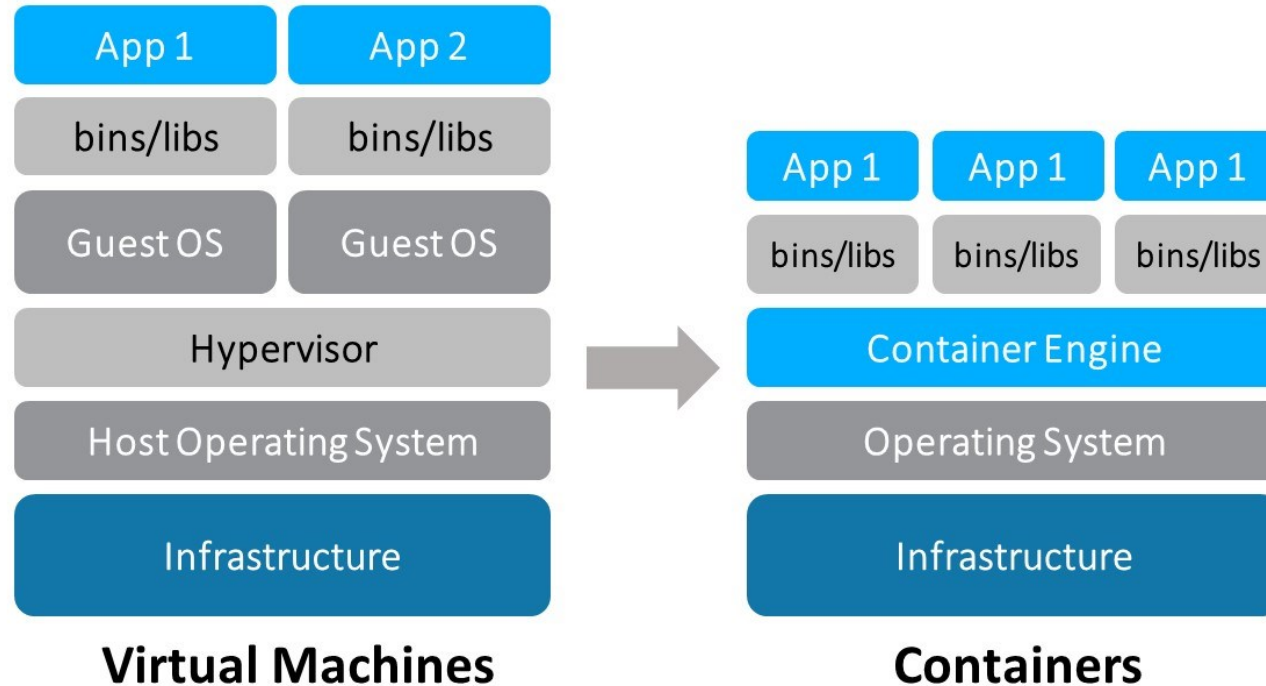 App 1
App 2
bins/libs
bins/libs
Guest OS
Guest OS
Hypervisor
Host Operating System
Infrastructure
Virtual Machines
App 1
App 1
App 1
bins/libs
bins/libs
bins/libs
Container Engine
Operating System
Infrastructure
Containers